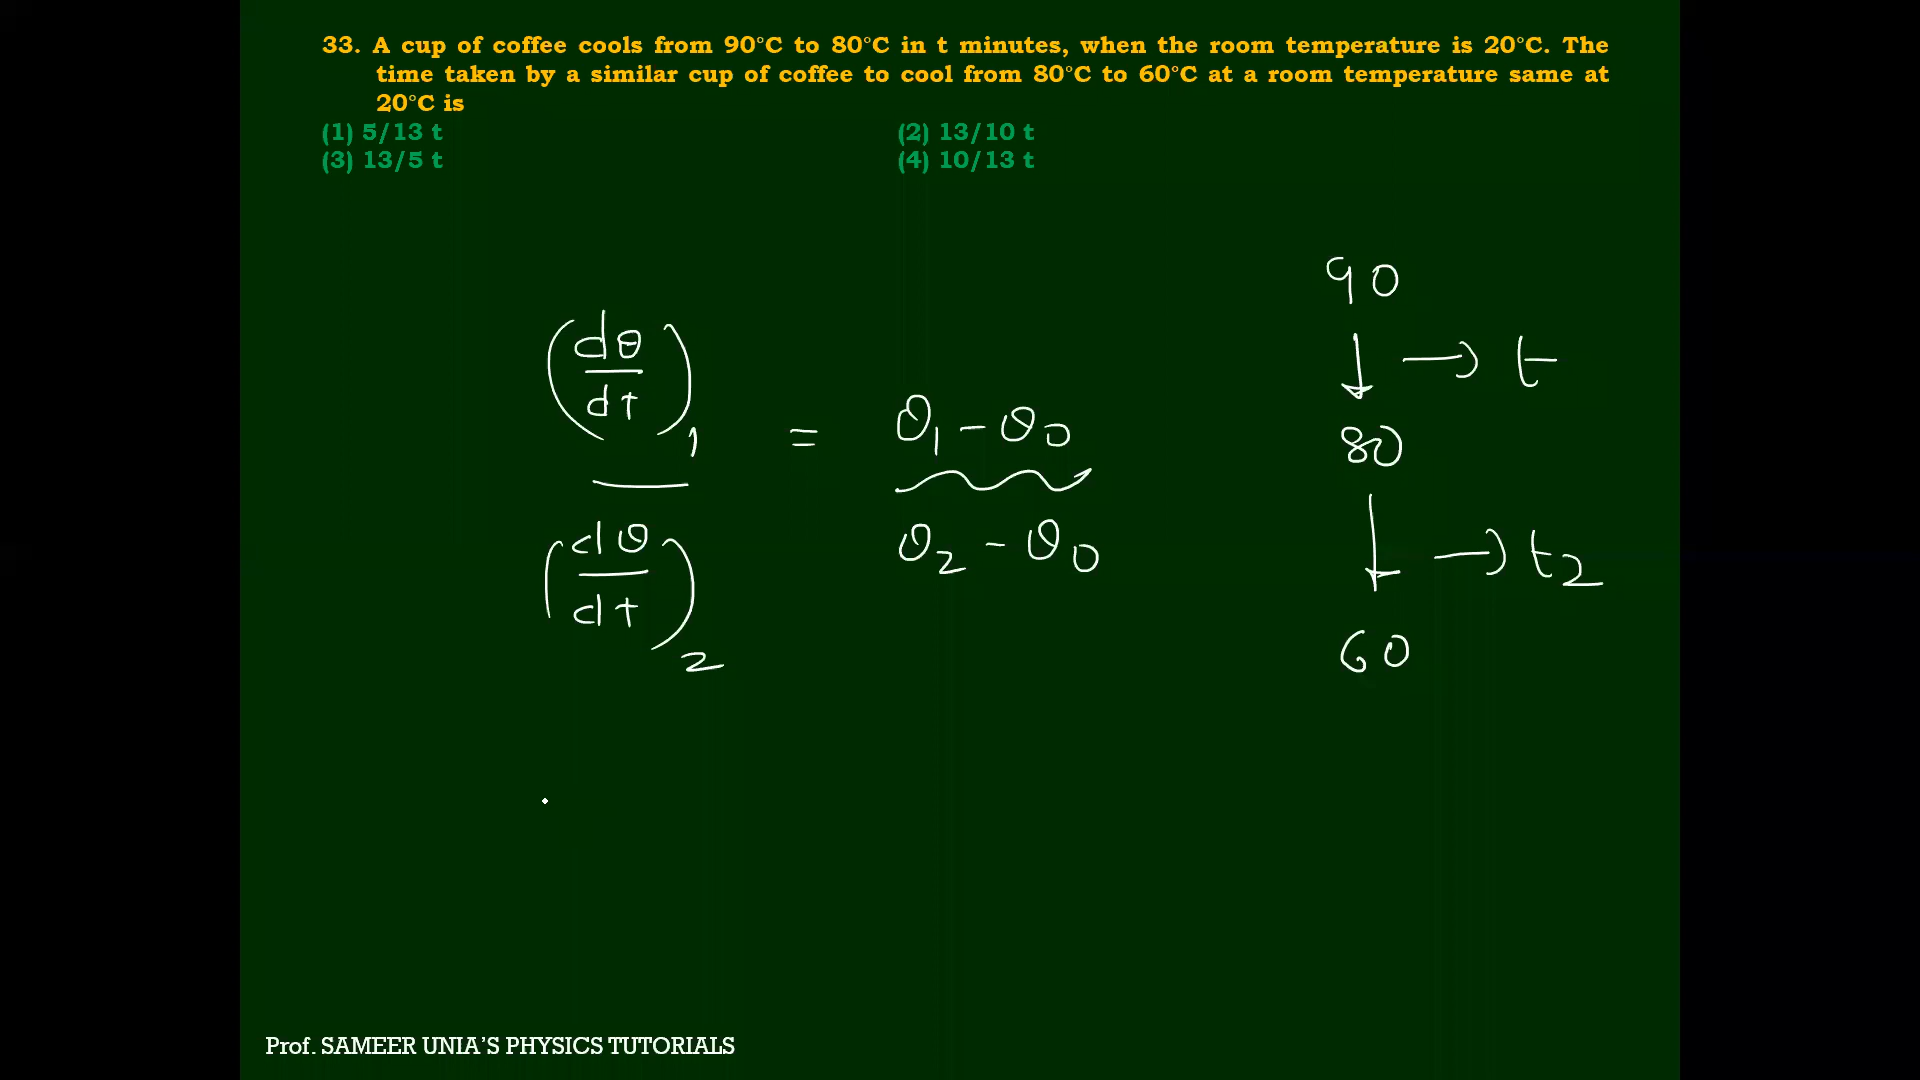 33. A cup of coffee cools from 90°C to 80°C in t minutes, when the room temperature is 20°C. The
time taken by a similar cup of coffee to cool from 80°C to 60°C at a room temperature same at
20°C is
(1) 5/13 t (2) 13/10 t
(3) 13/5 t (4) 10/13 t
(dθ/dt)₁ / (dθ/dt)₂ = θ₁ - θ₀ / θ₂ - θ₀
90
↓ → t
80
↓ → t₂
60
Prof. SAMEER UNIA'S PHYSICS TUTORIALS